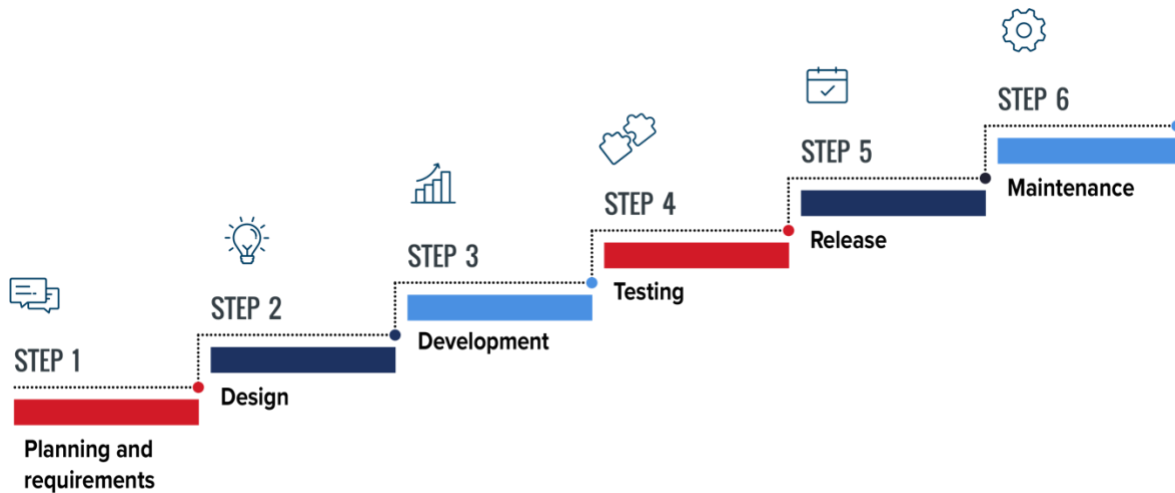 STEP 1
Planning and
requirements
STEP 2
Design
STEP 3
Development
STEP 4
Testing
STEP 5
Release
STEP 6
Maintenance